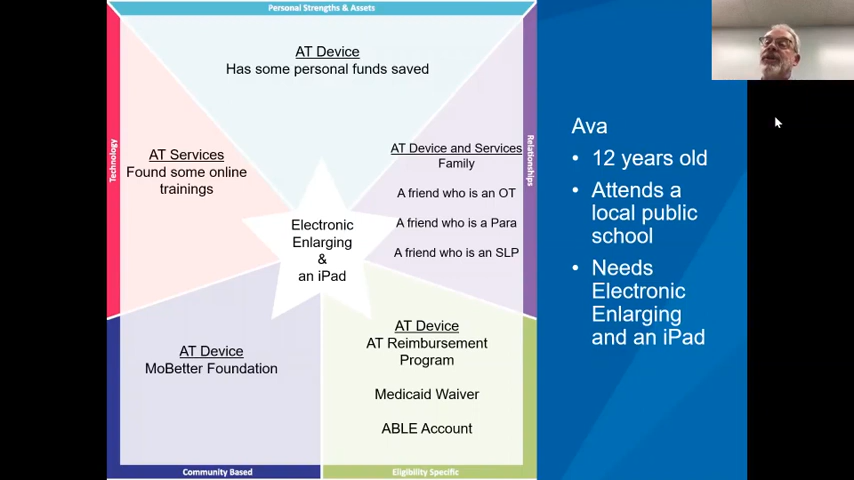 Personal Strengths & Assets
AT Device
Has some personal funds saved
Technology
AT Services
Found some online
trainings
Relationships
AT Device and Services
Family
A friend who is an OT
A friend who is a Para
A friend who is an SLP
Electronic
Enlarging
&
an iPad
AT Device
MoBetter Foundation
Community Based
AT Device
AT Reimbursement
Program
Medicaid Waiver
ABLE Account
Eligibility Specific
Ava
• 12 years old
• Attends a
local public
school
• Needs
Electronic
Enlarging
and an iPad